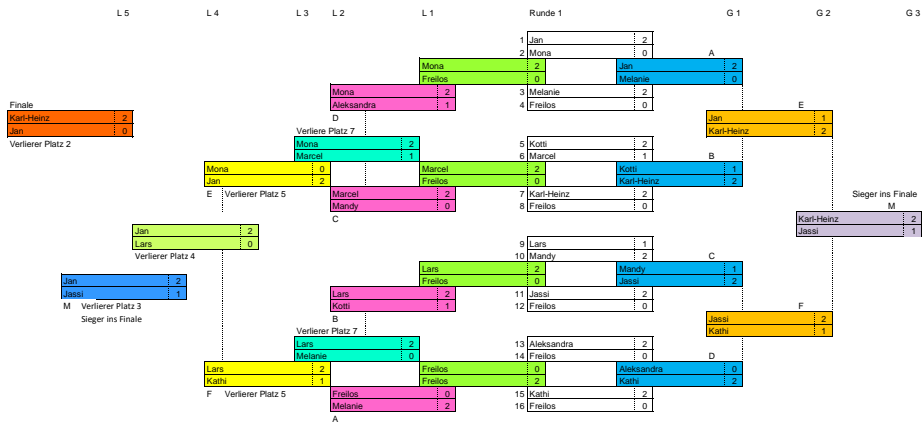 L 5 L 4 L 3 L 2 L 1 Runde 1 G 1 G 2 G 3
1 Jan 2
2 Mona 0 A
Mona 2 Jan 2
Freilos 0 Melanie 0
Mona 2 3 Melanie 2
Finale Aleksandra 1 4 Freilos 0 E
Karl-Heinz 2 D Jan 1
Jan 0 Verliere Platz 7 Karl-Heinz 2
Verlierer Platz 2 Mona 2 5 Kotti 2
Marcel 1 6 Marcel 1 B
Mona 0 Marcel 2 Kotti 1
Jan 2 Freilos 0 Karl-Heinz 2
E Verlierer Platz 5 Marcel 2 7 Karl-Heinz 2 Sieger ins Finale
Mandy 0 8 Freilos 0 M
C Karl-Heinz 2
Jan 2 Jassi 1
Lars 0 9 Lars 1
Verlierer Platz 4 10 Mandy 2 C
Lars 2 Mandy 1
Jan 2 Freilos 0 Jassi 2
Jassi 1 Lars 2 11 Jassi 2
M Verlierer Platz 3 Kotti 1 12 Freilos 0 F
Sieger ins Finale B Jassi 2
Verlierer Platz 7 Kathi 1
Lars 2 13 Aleksandra 2
Melanie 0 14 Freilos 0 D
Lars 2 Freilos 0 Aleksandra 0
Kathi 1 Freilos 2 Kathi 2
F Verlierer Platz 5 Freilos 0 15 Kathi 2
Melanie 2 16 Freilos 0
A